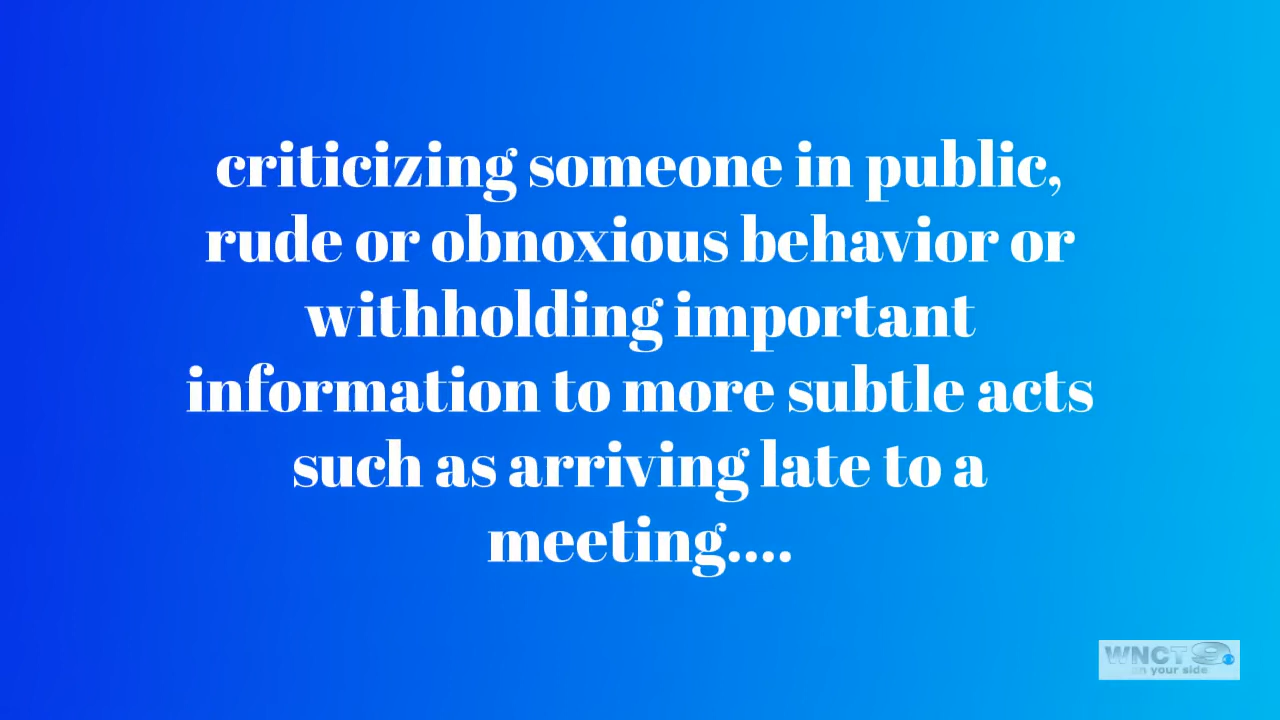 criticizing someone in public,
rude or obnoxious behavior or
withholding important
information to more subtle acts
such as arriving late to a
meeting....
WNCT 9
on your side